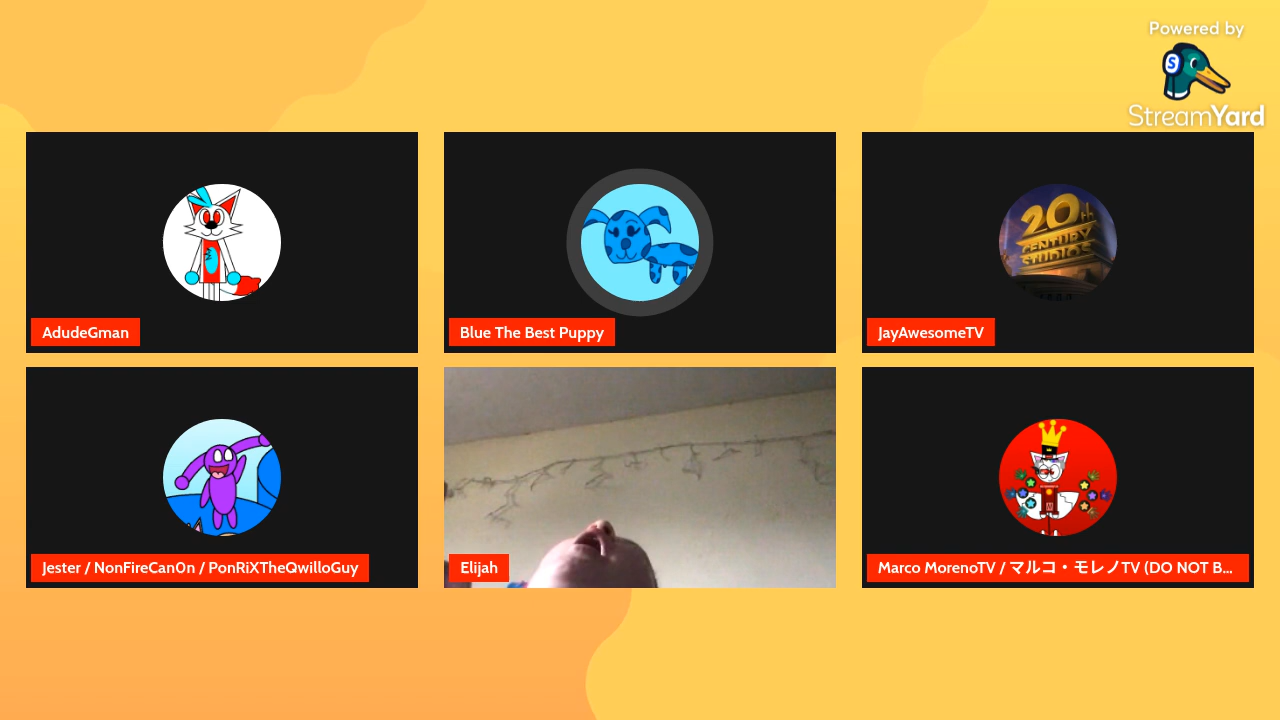 Powered by
StreamYard
S
20th
CENTURY
STUDIOS
AdudeGman
Blue The Best Puppy
JayAwesomeTV
Jester / NonFireCan0n / PonRiXTheQwilloGuy
Elijah
Marco MorenoTV / マルコ・モレノTV (DO NOT B...